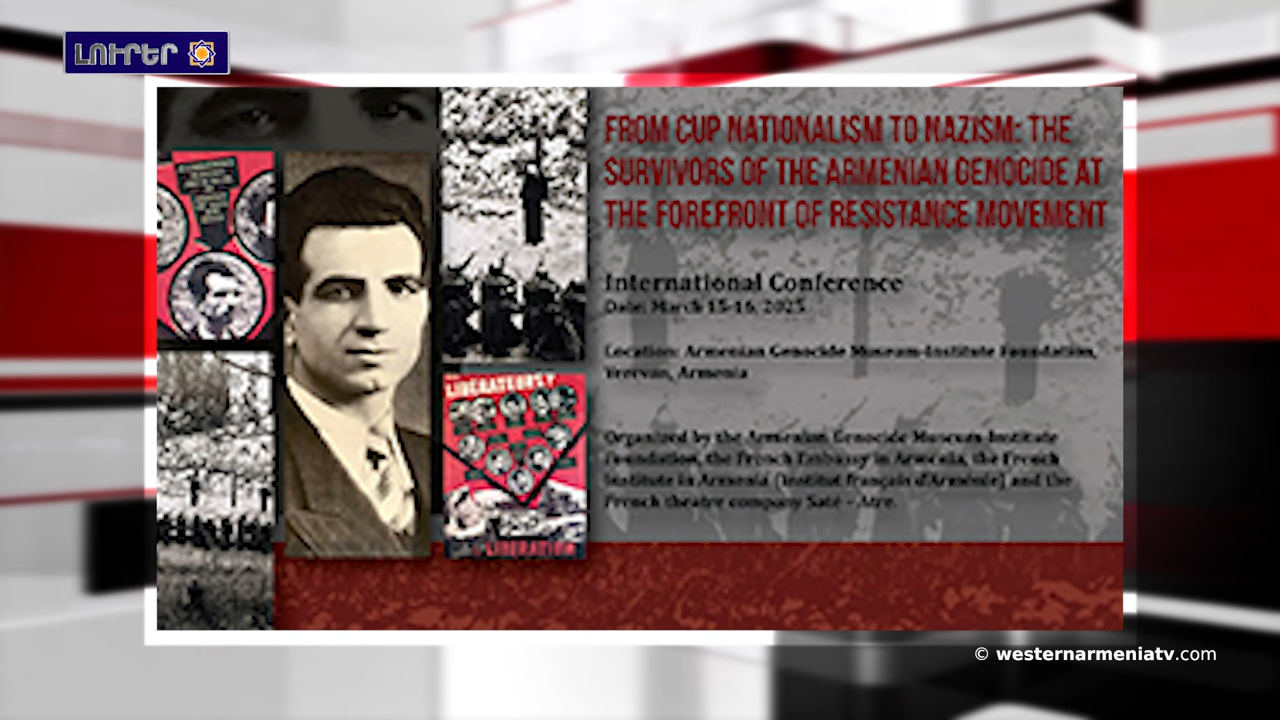 ԼՈՒՐԵՐ
FROM CUP NATIONALISM TO NAZISM: THE
SURVIVORS OF THE ARMENIAN GENOCIDE AT
THE FOREFRONT OF RESISTANCE MOVEMENT
International Conference
Date: March 15-16, 2023
Location: Armenian Genocide Museum-Institute Foundation,
Yerevan, Armenia
Organized by the Armenian Genocide Museum-Institute
Foundation, the French Embassy in Armenia, the French
Institute in Armenia (Institut français d'Arménie) and the
French theatre company Saté - Atre.
LIBERATION
© westernarmeniatv.com